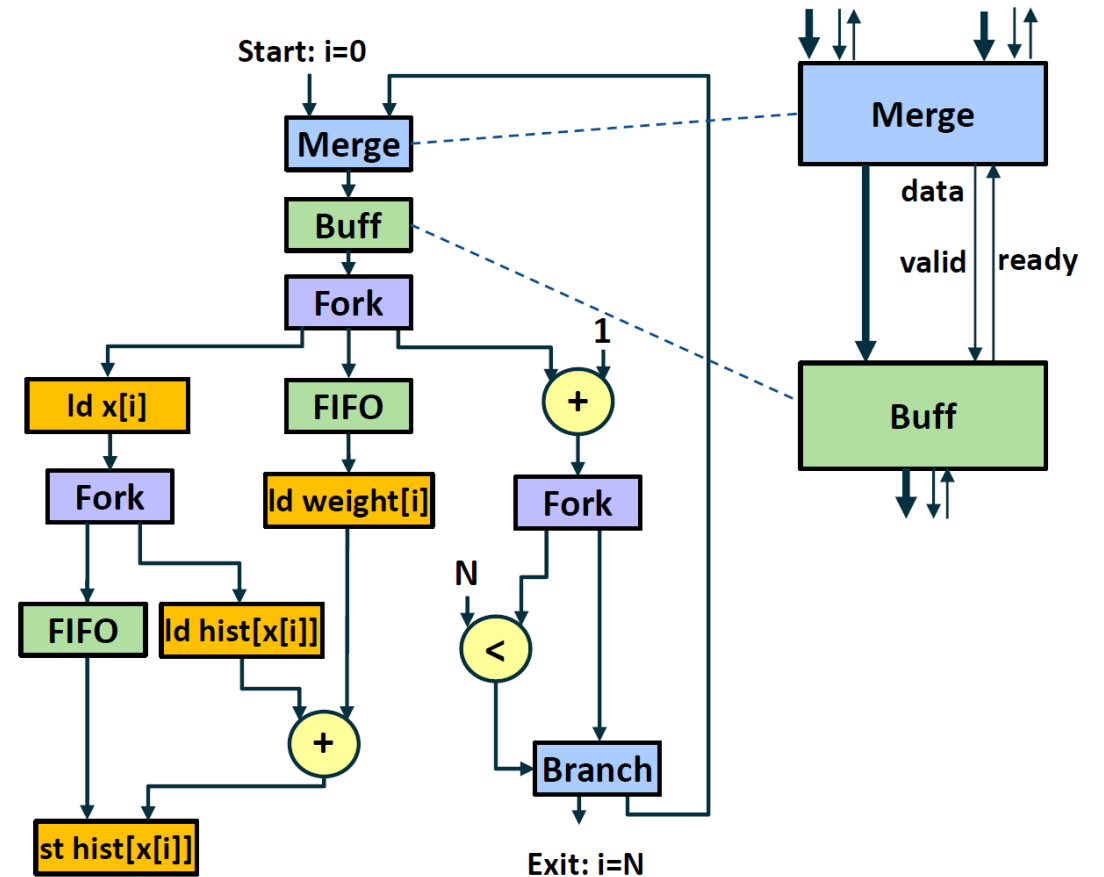 Start: i=0
Merge
Buff
Fork
1
ld x[i]
FIFO
+
Fork
ld weight[i]
Fork
N
FIFO
ld hist[x[i]]
<
+
Branch
st hist[x[i]]
Exit: i=N
Merge
data
valid
ready
Buff